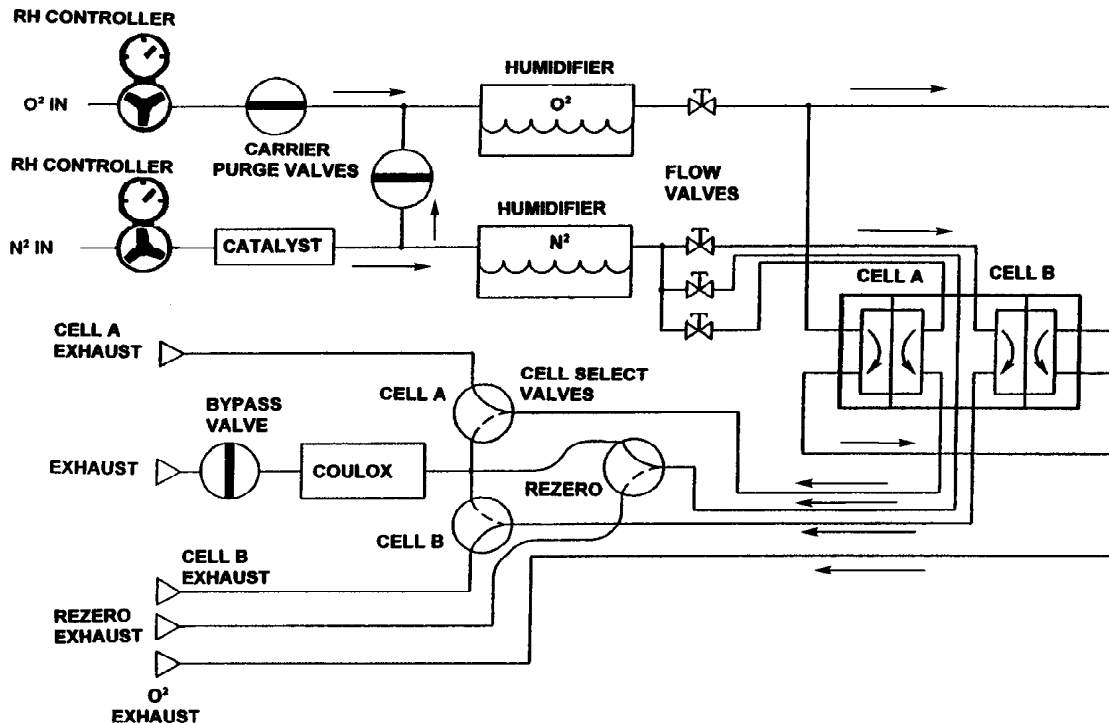 RH CONTROLLER
O² IN
CARRIER
PURGE VALVES
HUMIDIFIER
O²
RH CONTROLLER
N² IN
CATALYST
HUMIDIFIER
N²
FLOW
VALVES
CELL A
CELL B
CELL A
EXHAUST
CELL A
CELL SELECT
VALVES
BYPASS
VALVE
EXHAUST
COULOX
REZERO
CELL B
CELL B
EXHAUST
REZERO
EXHAUST
O²
EXHAUST